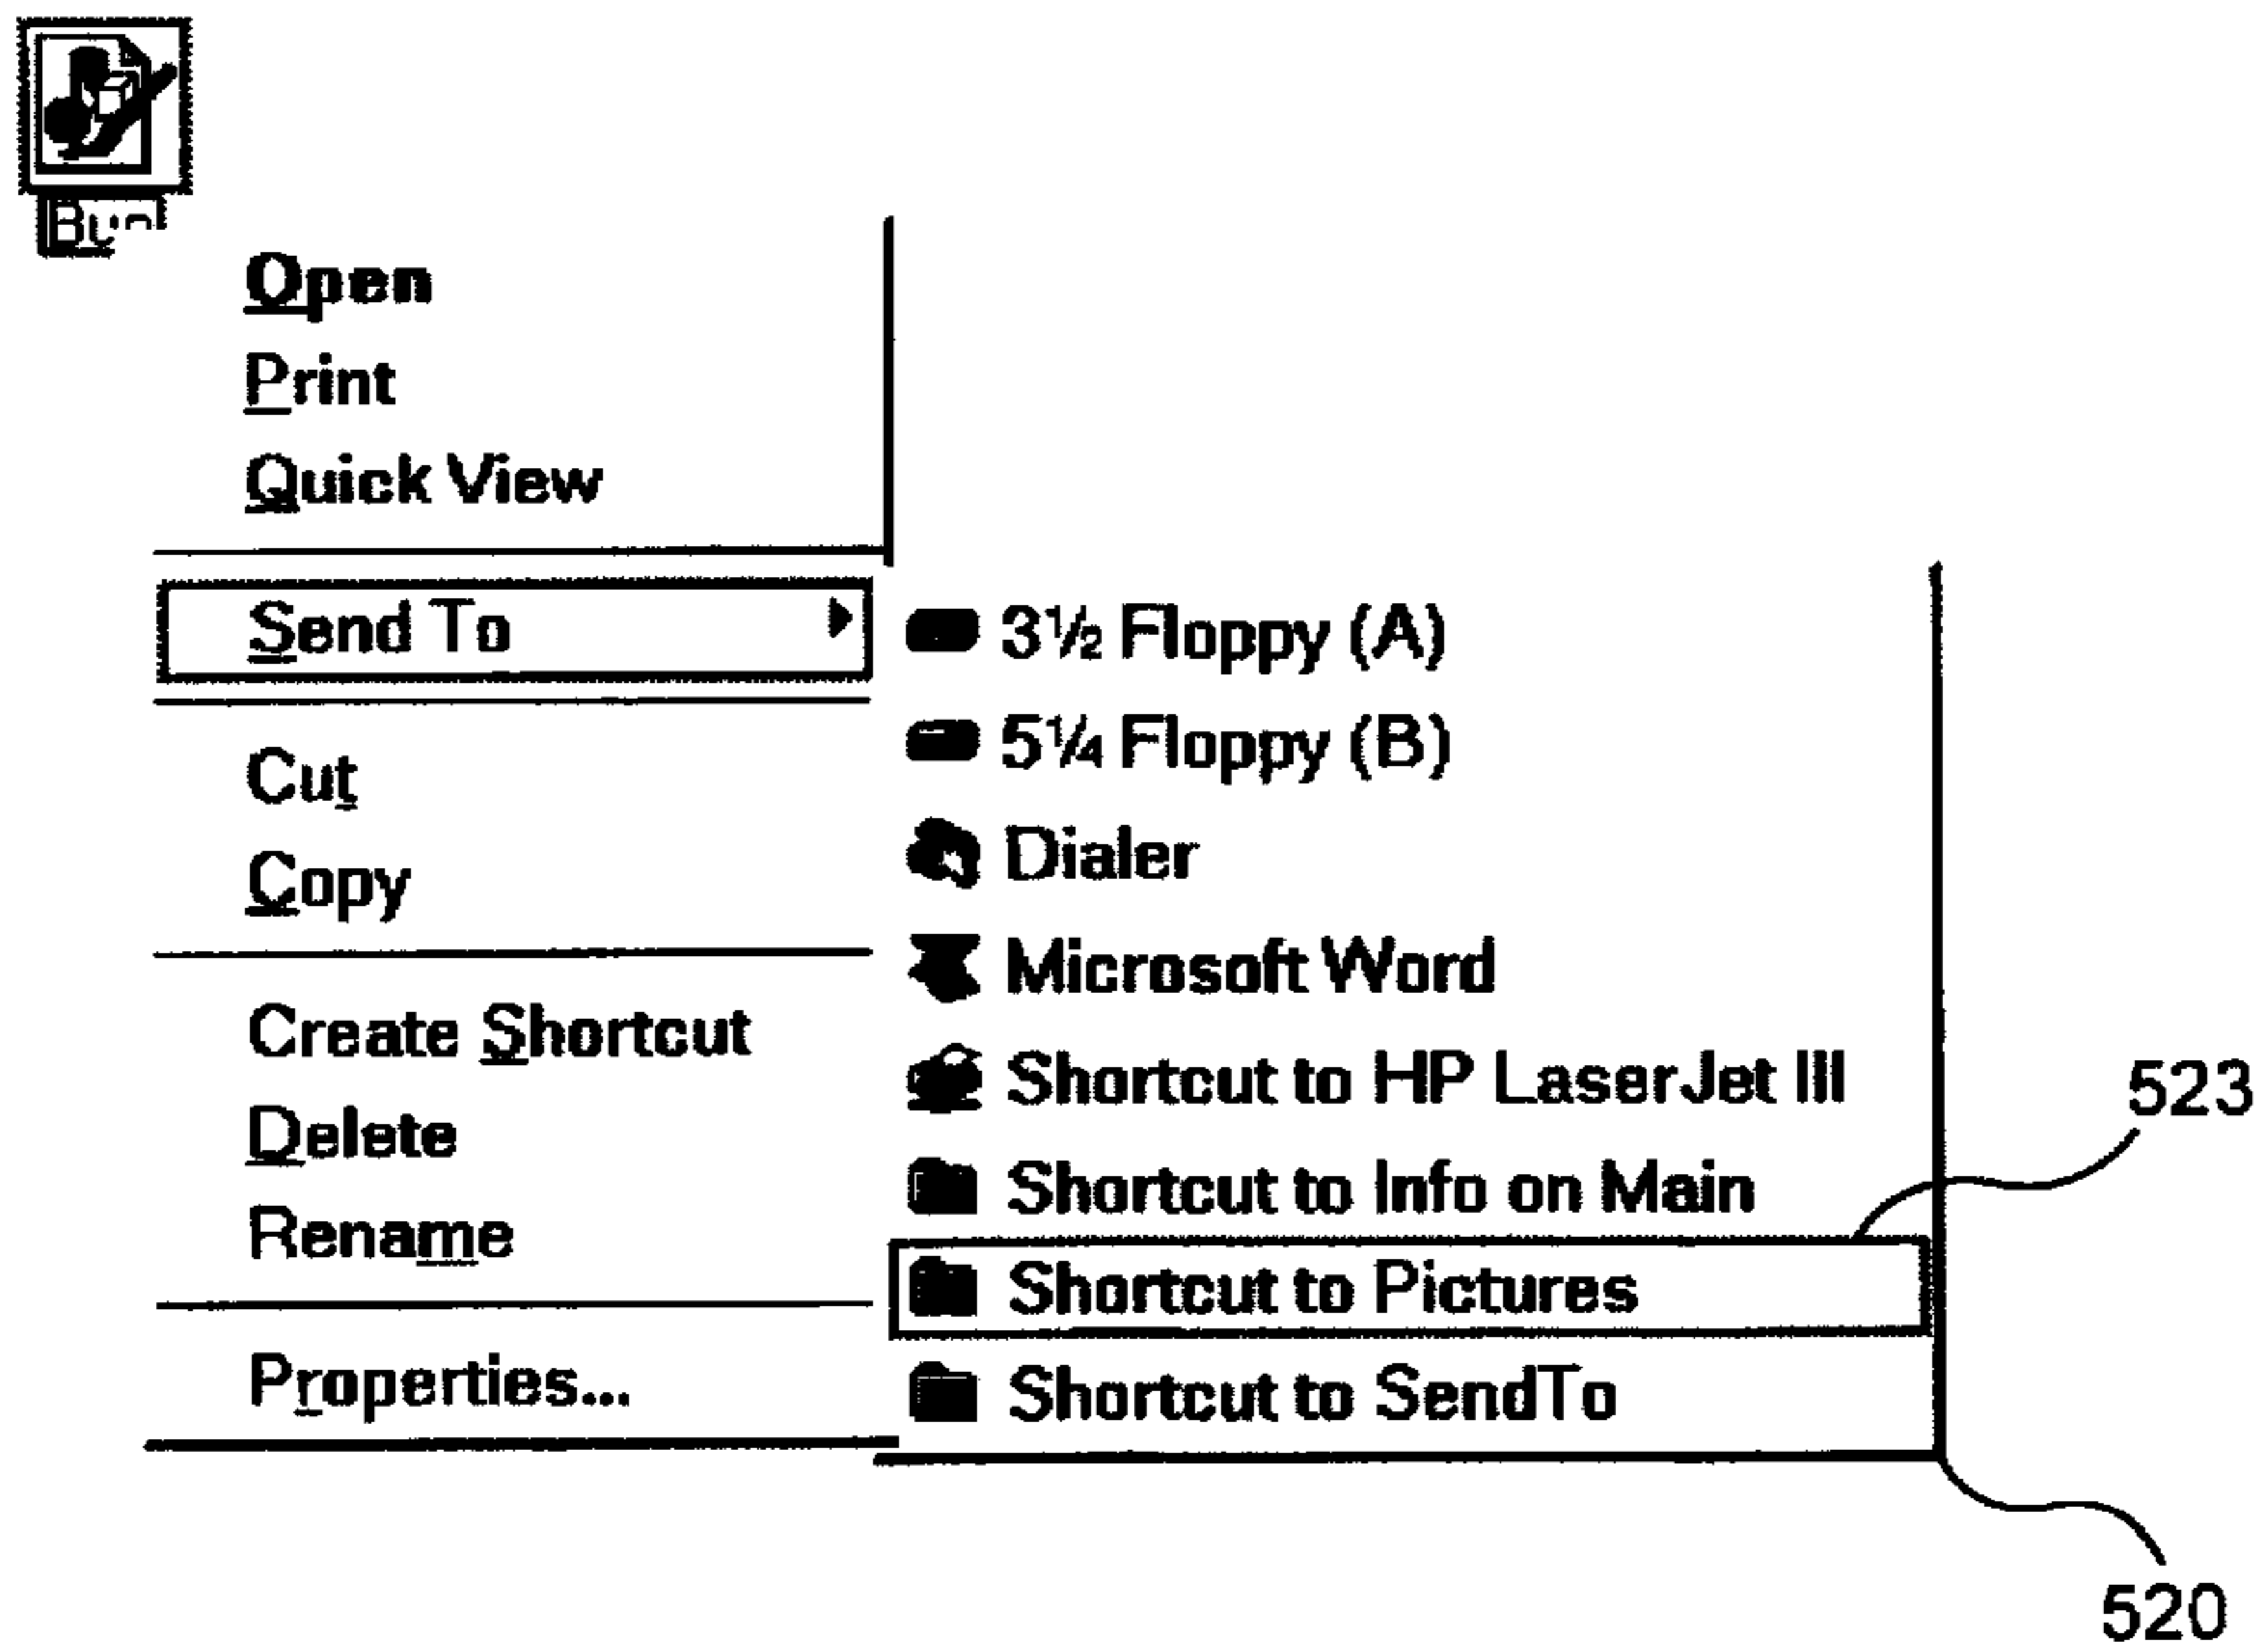 Open
Print
Quick View
Send To
Cut
Copy
Create Shortcut
Delete
Rename
Properties...
3½ Floppy (A)
5¼ Floppy (B)
Dialer
Microsoft Word
Shortcut to HP LaserJet III
Shortcut to Info on Main
Shortcut to Pictures
Shortcut to SendTo
523
520